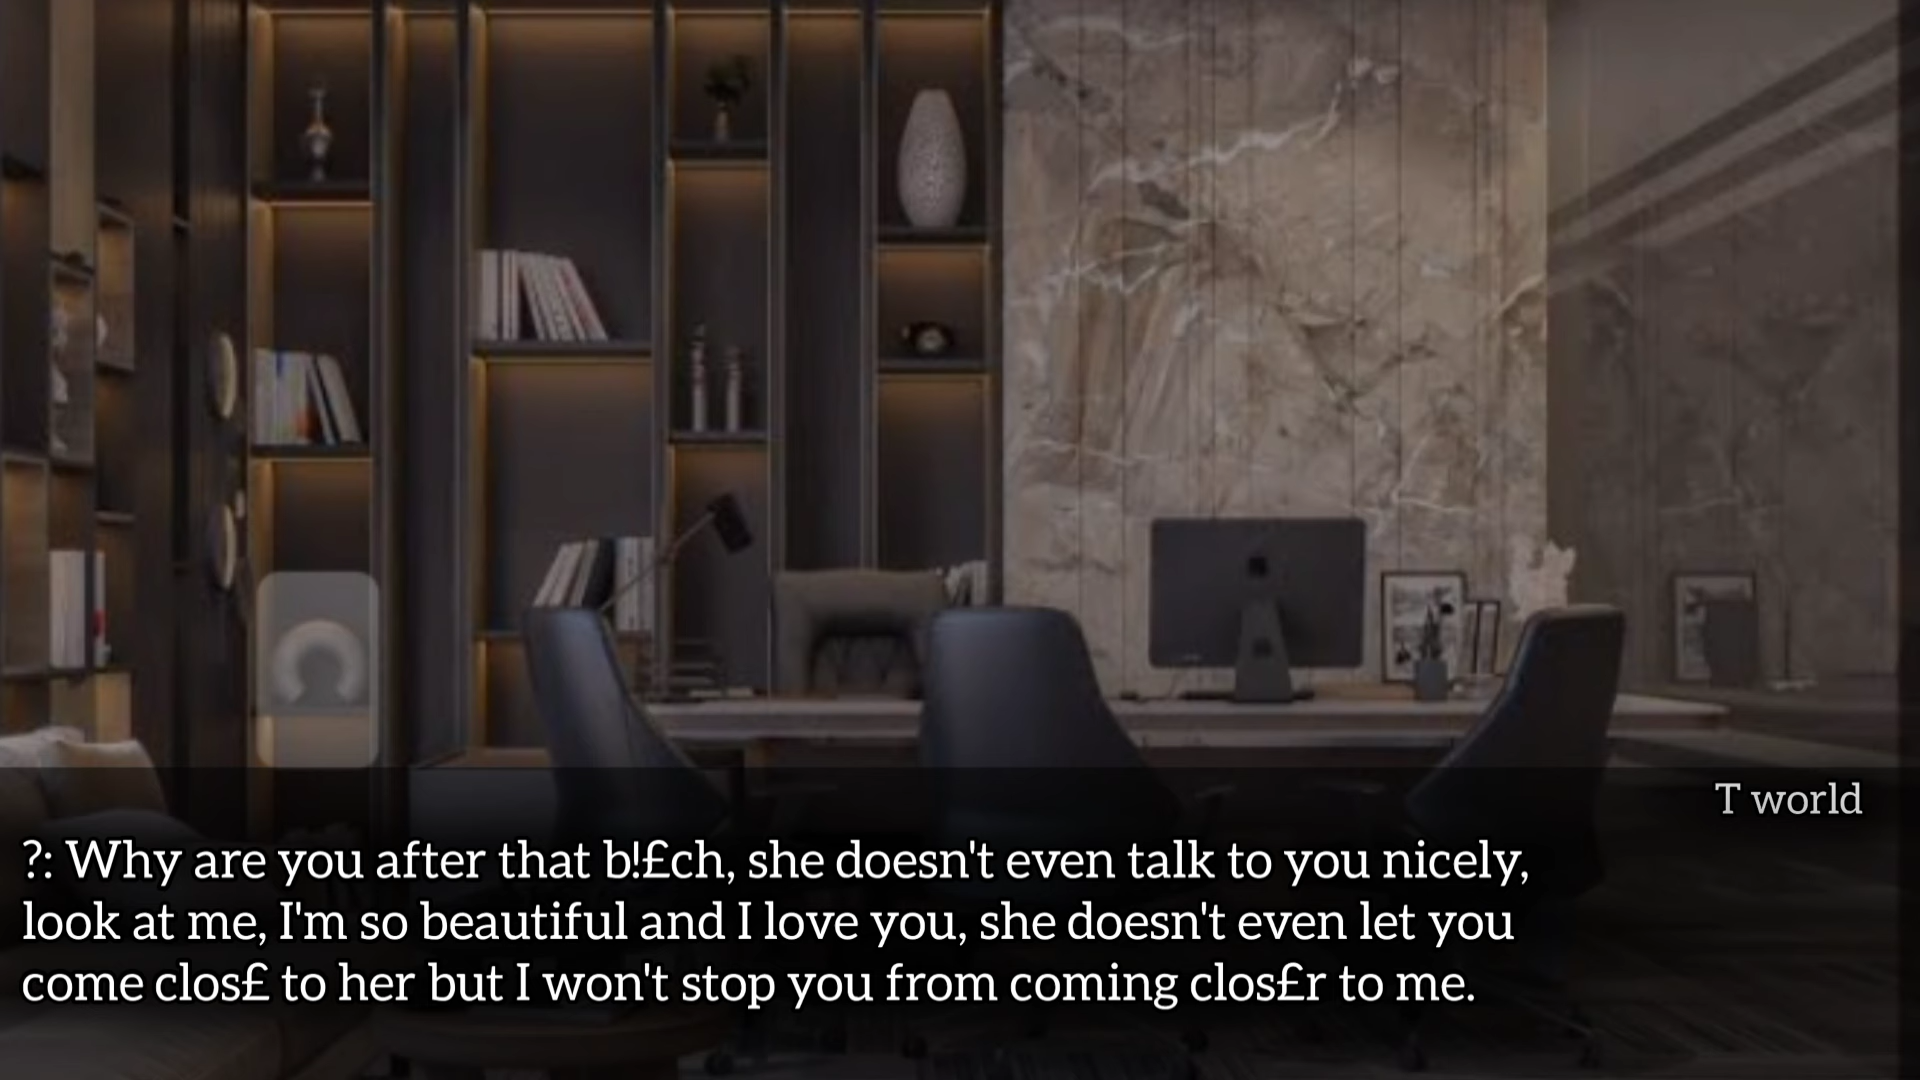 T world
?: Why are you after that b!£ch, she doesn't even talk to you nicely,
look at me, I'm so beautiful and I love you, she doesn't even let you
come clos£ to her but I won't stop you from coming clos£r to me.